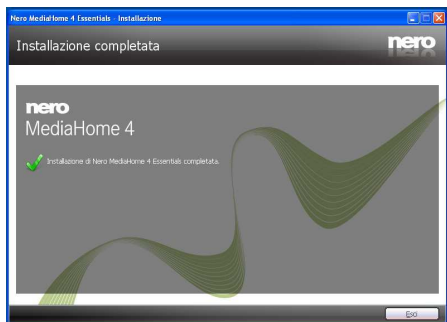 Nero MediaHome 4 Essentials - Installazione
Installazione completata
nero
nero
MediaHome 4
Installazione di Nero MediaHome 4 Essentials completata.
Esci